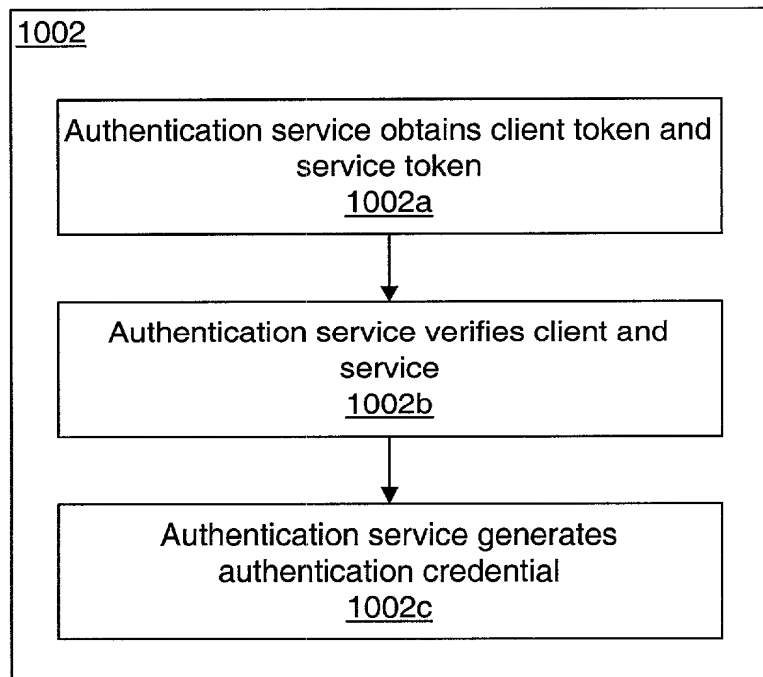 1002
Authentication service obtains client token and
service token
1002a
Authentication service verifies client and
service
1002b
Authentication service generates
authentication credential
1002c